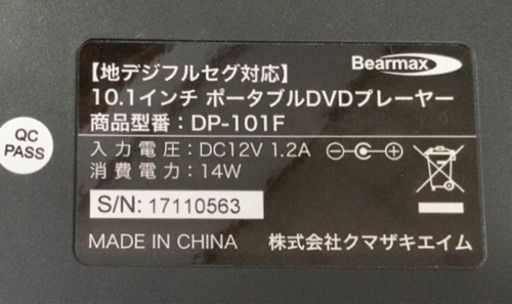 Bearmax
【地デジフルセグ対応】
10.1インチ ポータブルDVDプレーヤー
商品型番：DP-101F
入力電圧：DC12V 1.2A
消費電力：14W
S/N: 17110563
MADE IN CHINA 株式会社クマザキエイム
QC
PASS